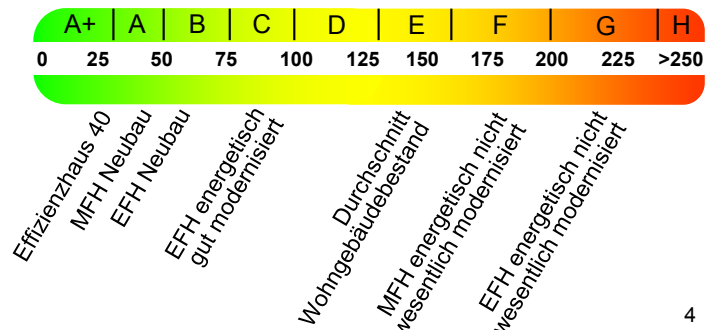 A+ A B C D E F G H
0 25 50 75 100 125 150 175 200 225 >250
Effizienzhaus 40
MFH Neubau
EFH Neubau
EFH energetisch
gut modernisiert
Durchschnitt
Wohngebäudebestand
MFH energetisch nicht
wesentlich modernisiert
EFH energetisch nicht
wesentlich modernisiert
4